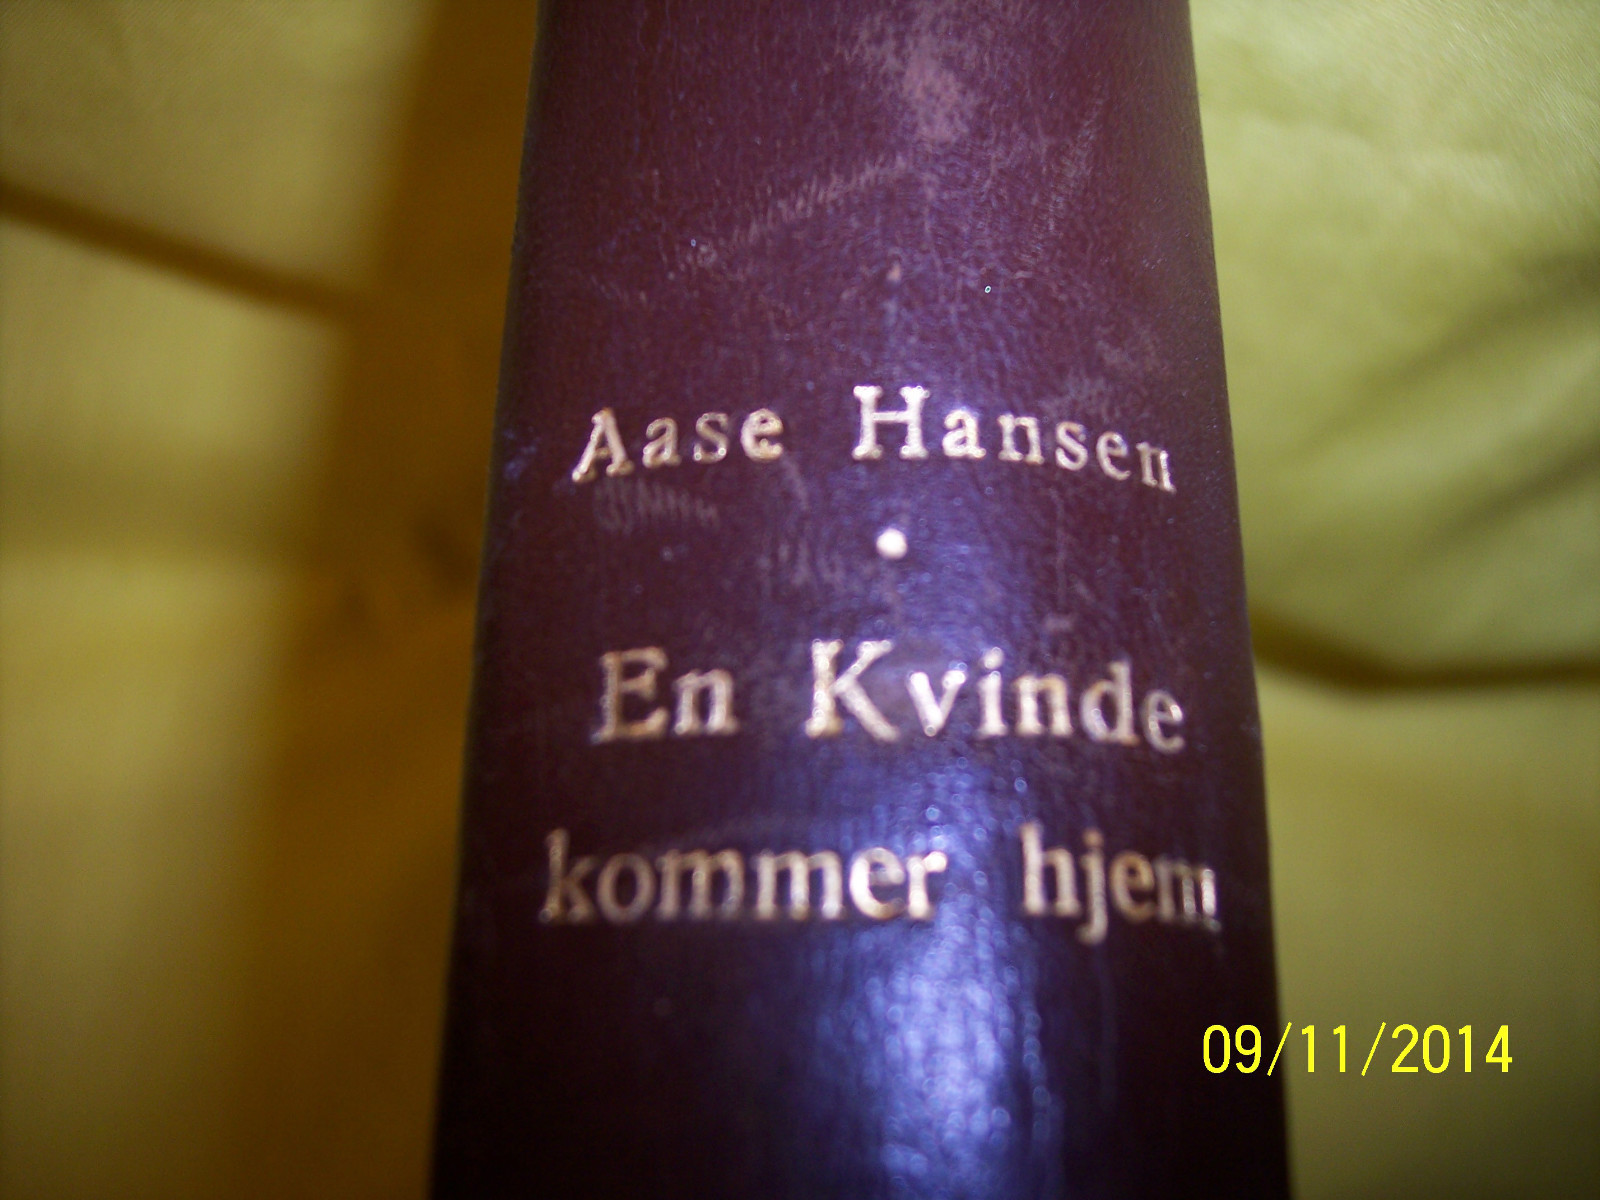 Aase Hansen
•
En Kvinde
kommer hjem
09/11/2014